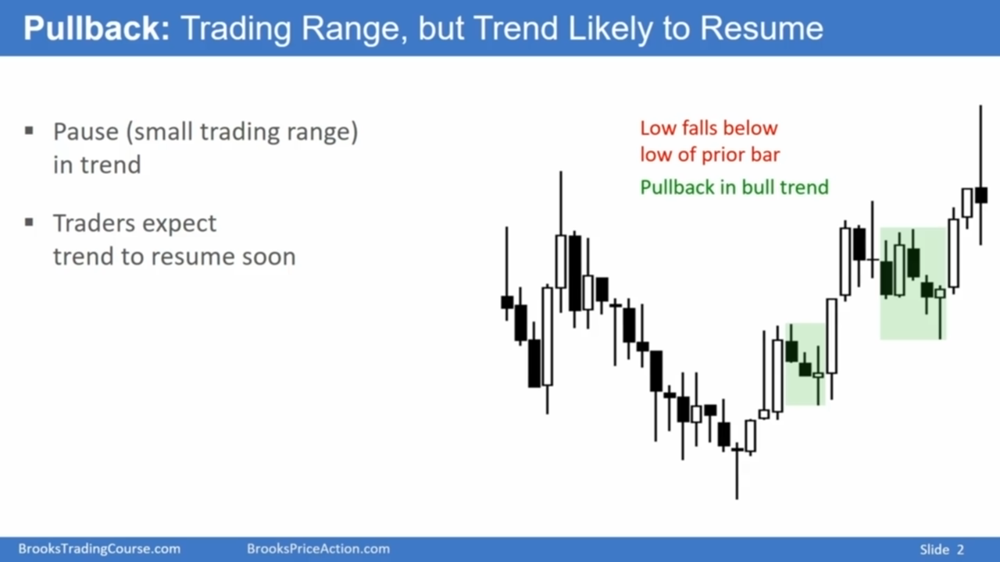 Pullback: Trading Range, but Trend Likely to Resume
▪ Pause (small trading range)
in trend
▪ Traders expect
trend to resume soon
Low falls below
low of prior bar
Pullback in bull trend
BrooksTradingCourse.com
BrooksPriceAction.com
Slide 2